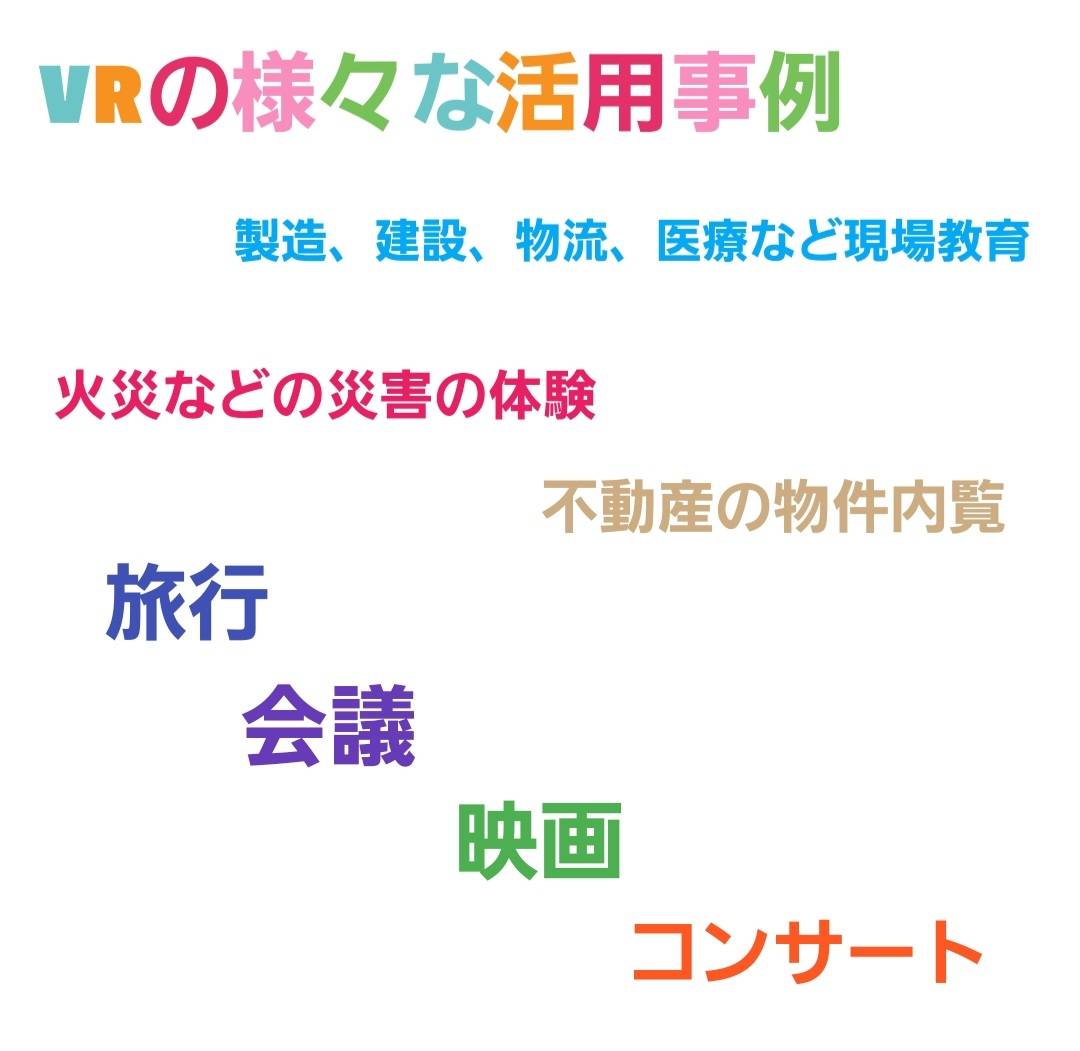 VRの様々な活用事例
製造、建設、物流、医療など現場教育
火災などの災害の体験
不動産の物件内覧
旅行
会議
映画
コンサート